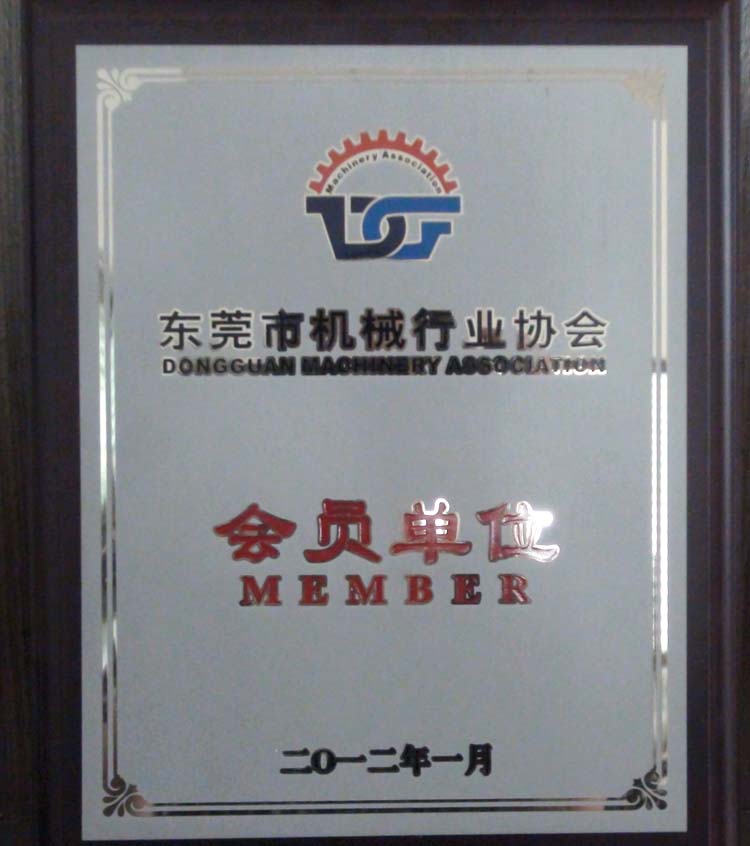 Machinery Association
DG
东莞市机械行业协会
DONGGUAN MACHINERY ASSOCIATION
会员单位
MEMBER
二〇一二年一月